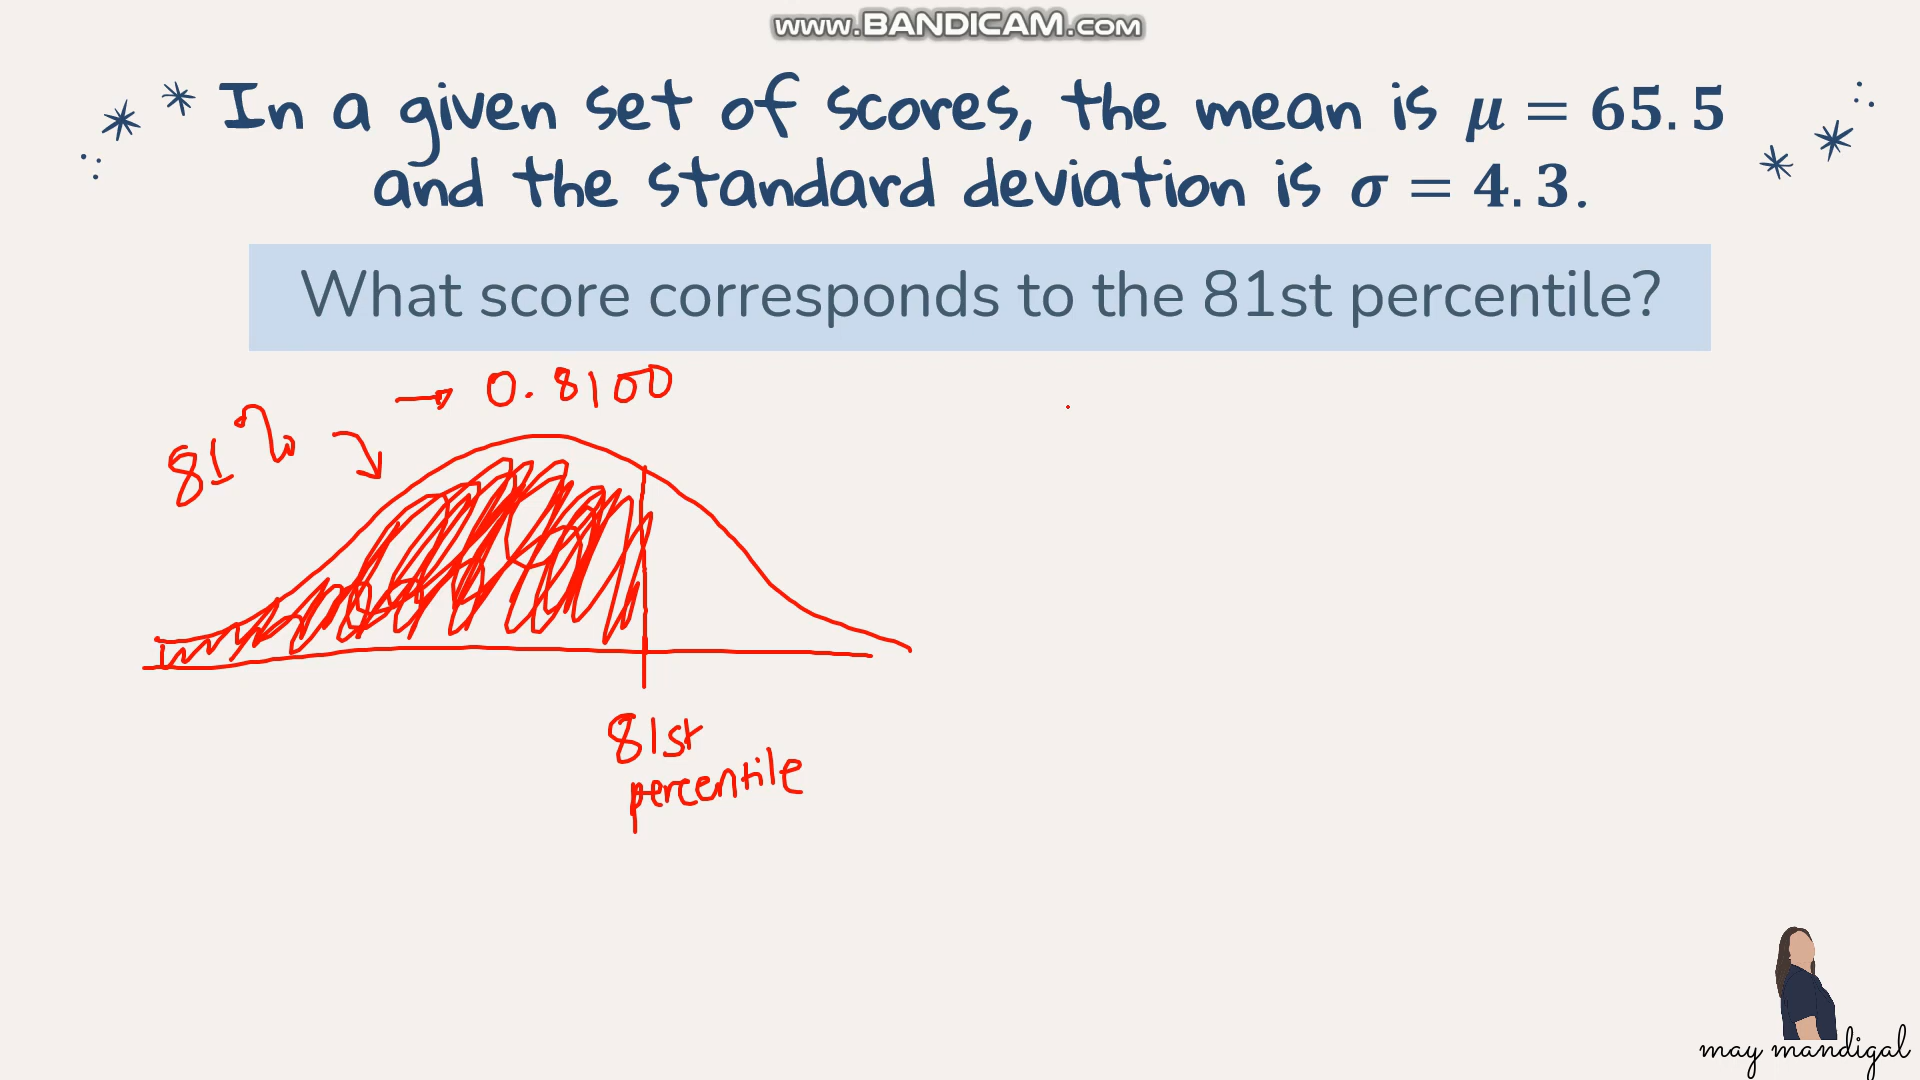 www.BANDICAM.com
In a given set of scores, the mean is μ = 65.5
and the standard deviation is σ = 4.3.
What score corresponds to the 81st percentile?
→ 0.8100
81%
81st
percentile
may mandigal